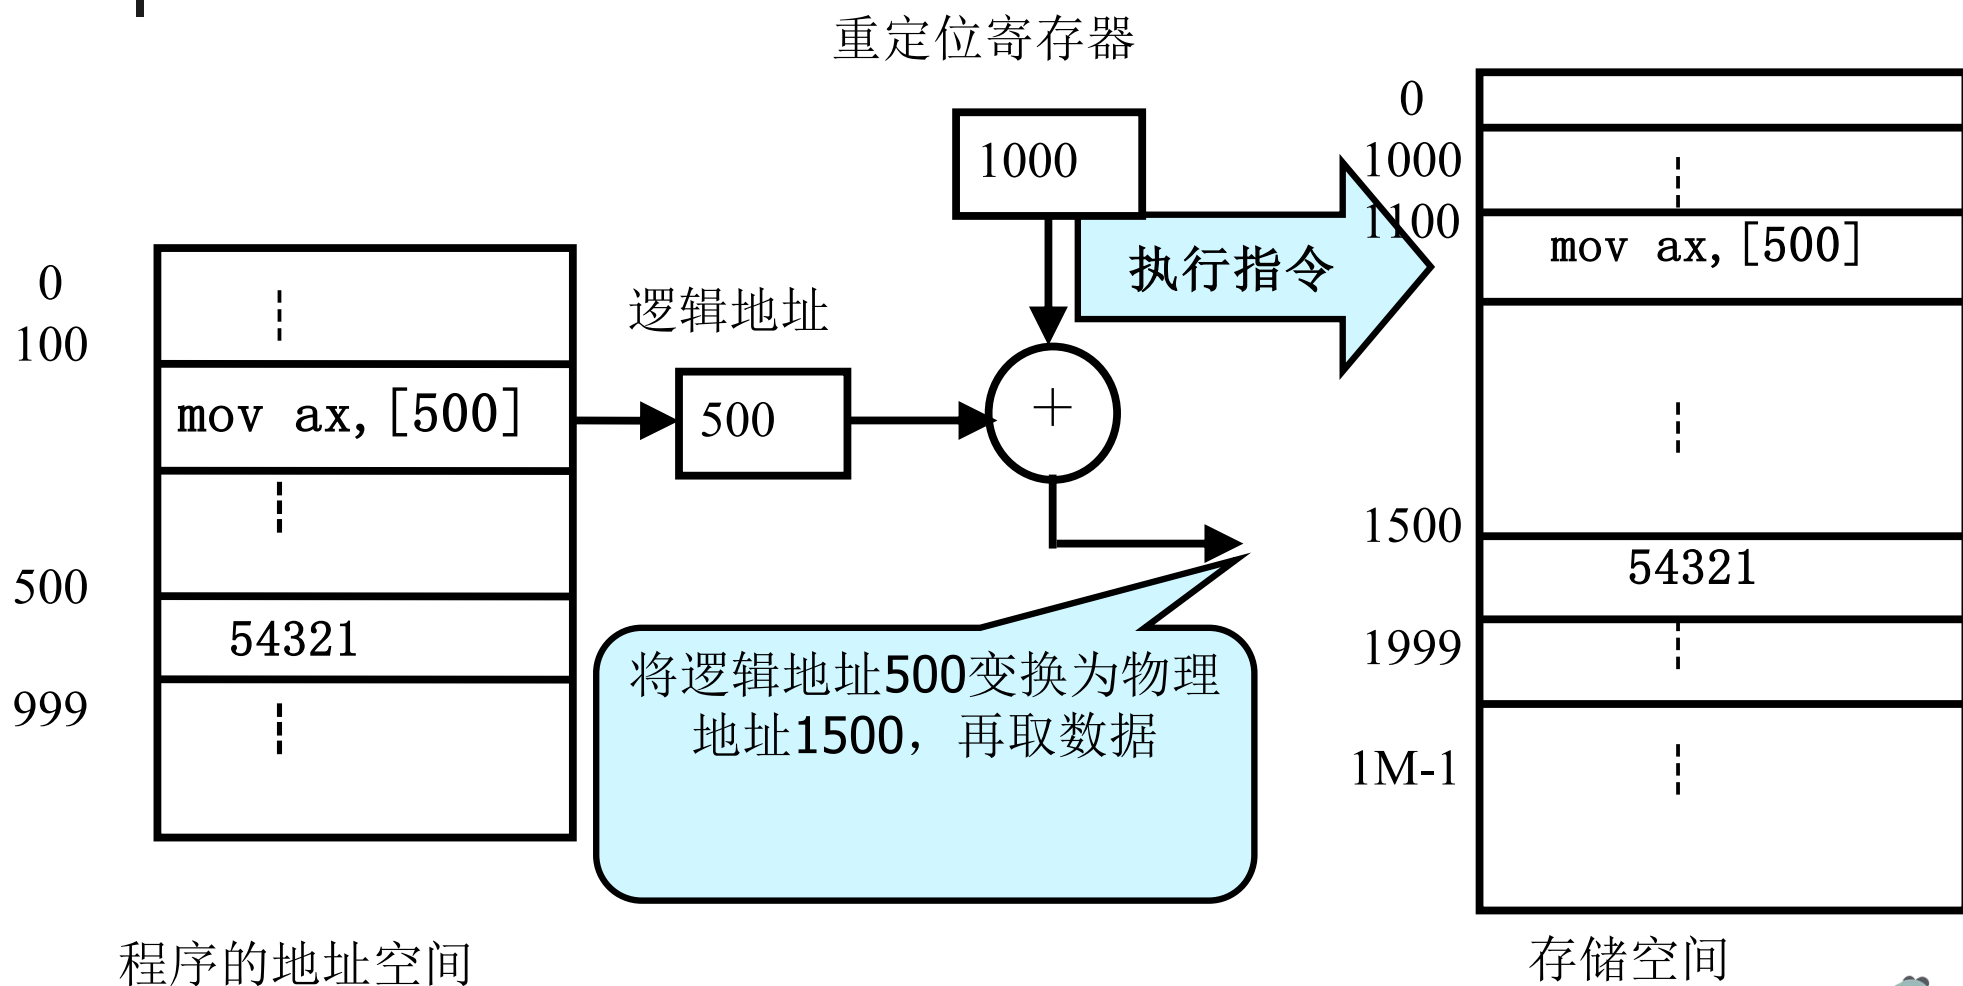 重定位寄存器
1000
0
1000
1100
执行指令
mov ax,[500]
0
100
逻辑地址
mov ax,[500]
500
+
1500
54321
500
54321
999
将逻辑地址500变换为物理
地址1500，再取数据
1999
1M-1
程序的地址空间
存储空间